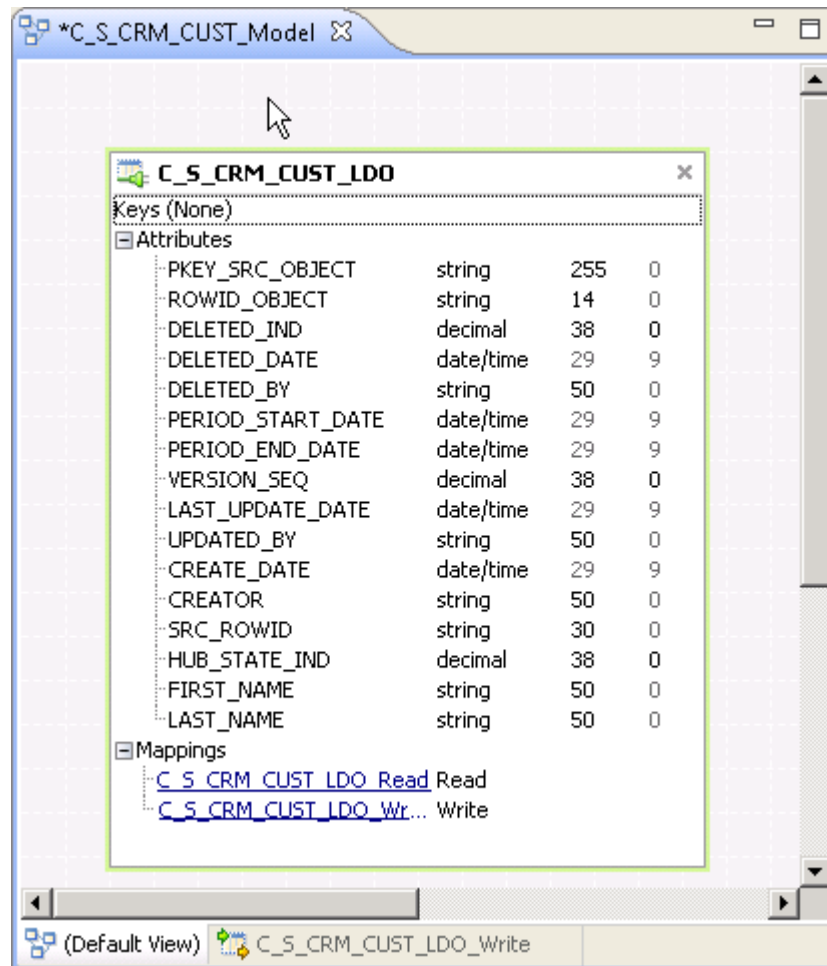 *C_S_CRM_CUST_Model
C_S_CRM_CUST_LDO
Keys (None)
Attributes
PKEY_SRC_OBJECT string 255 0
ROWID_OBJECT string 14 0
DELETED_IND decimal 38 0
DELETED_DATE date/time 29 9
DELETED_BY string 50 0
PERIOD_START_DATE date/time 29 9
PERIOD_END_DATE date/time 29 9
VERSION_SEQ decimal 38 0
LAST_UPDATE_DATE date/time 29 9
UPDATED_BY string 50 0
CREATE_DATE date/time 29 9
CREATOR string 50 0
SRC_ROWID string 30 0
HUB_STATE_IND decimal 38 0
FIRST_NAME string 50 0
LAST_NAME string 50 0
Mappings
C_S_CRM_CUST_LDO_Read Read
C_S_CRM_CUST_LDO_Wr... Write
(Default View) C_S_CRM_CUST_LDO_Write